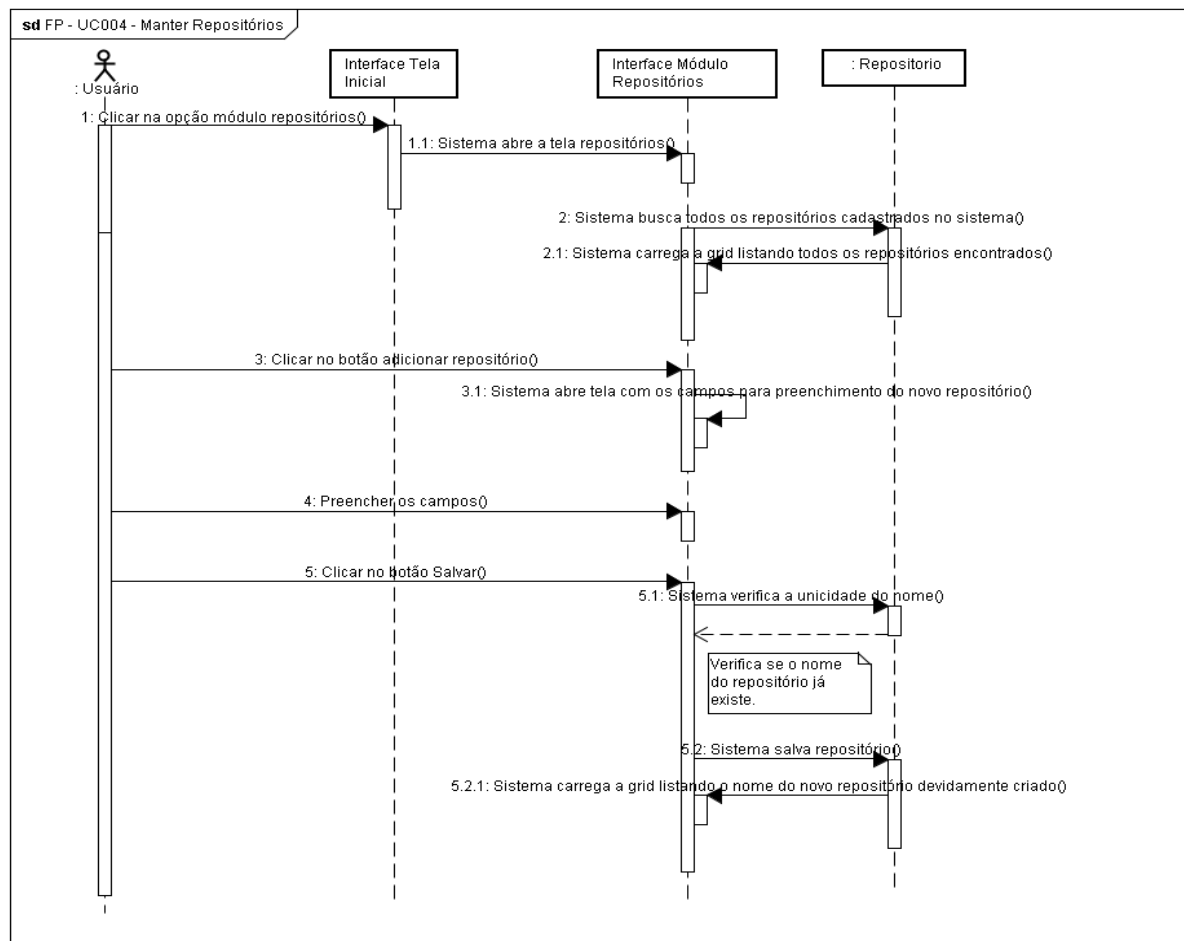 sd FP - UC004 - Manter Repositórios
: Usuário
Interface Tela
Inicial
Interface Módulo
Repositórios
: Repositorio
1: Clicar na opção módulo repositórios()
1.1: Sistema abre a tela repositórios()
2: Sistema busca todos os repositórios cadastrados no sistema()
2.1: Sistema carrega a grid listando todos os repositórios encontrados()
3: Clicar no botão adicionar repositório()
3.1: Sistema abre tela com os campos para preenchimento do novo repositório()
4: Preencher os campos()
5: Clicar no botão Salvar()
5.1: Sistema verifica a unicidade do nome()
Verifica se o nome
do repositório já
existe.
5.2: Sistema salva repositório()
5.2.1: Sistema carrega a grid listando o nome do novo repositório devidamente criado()